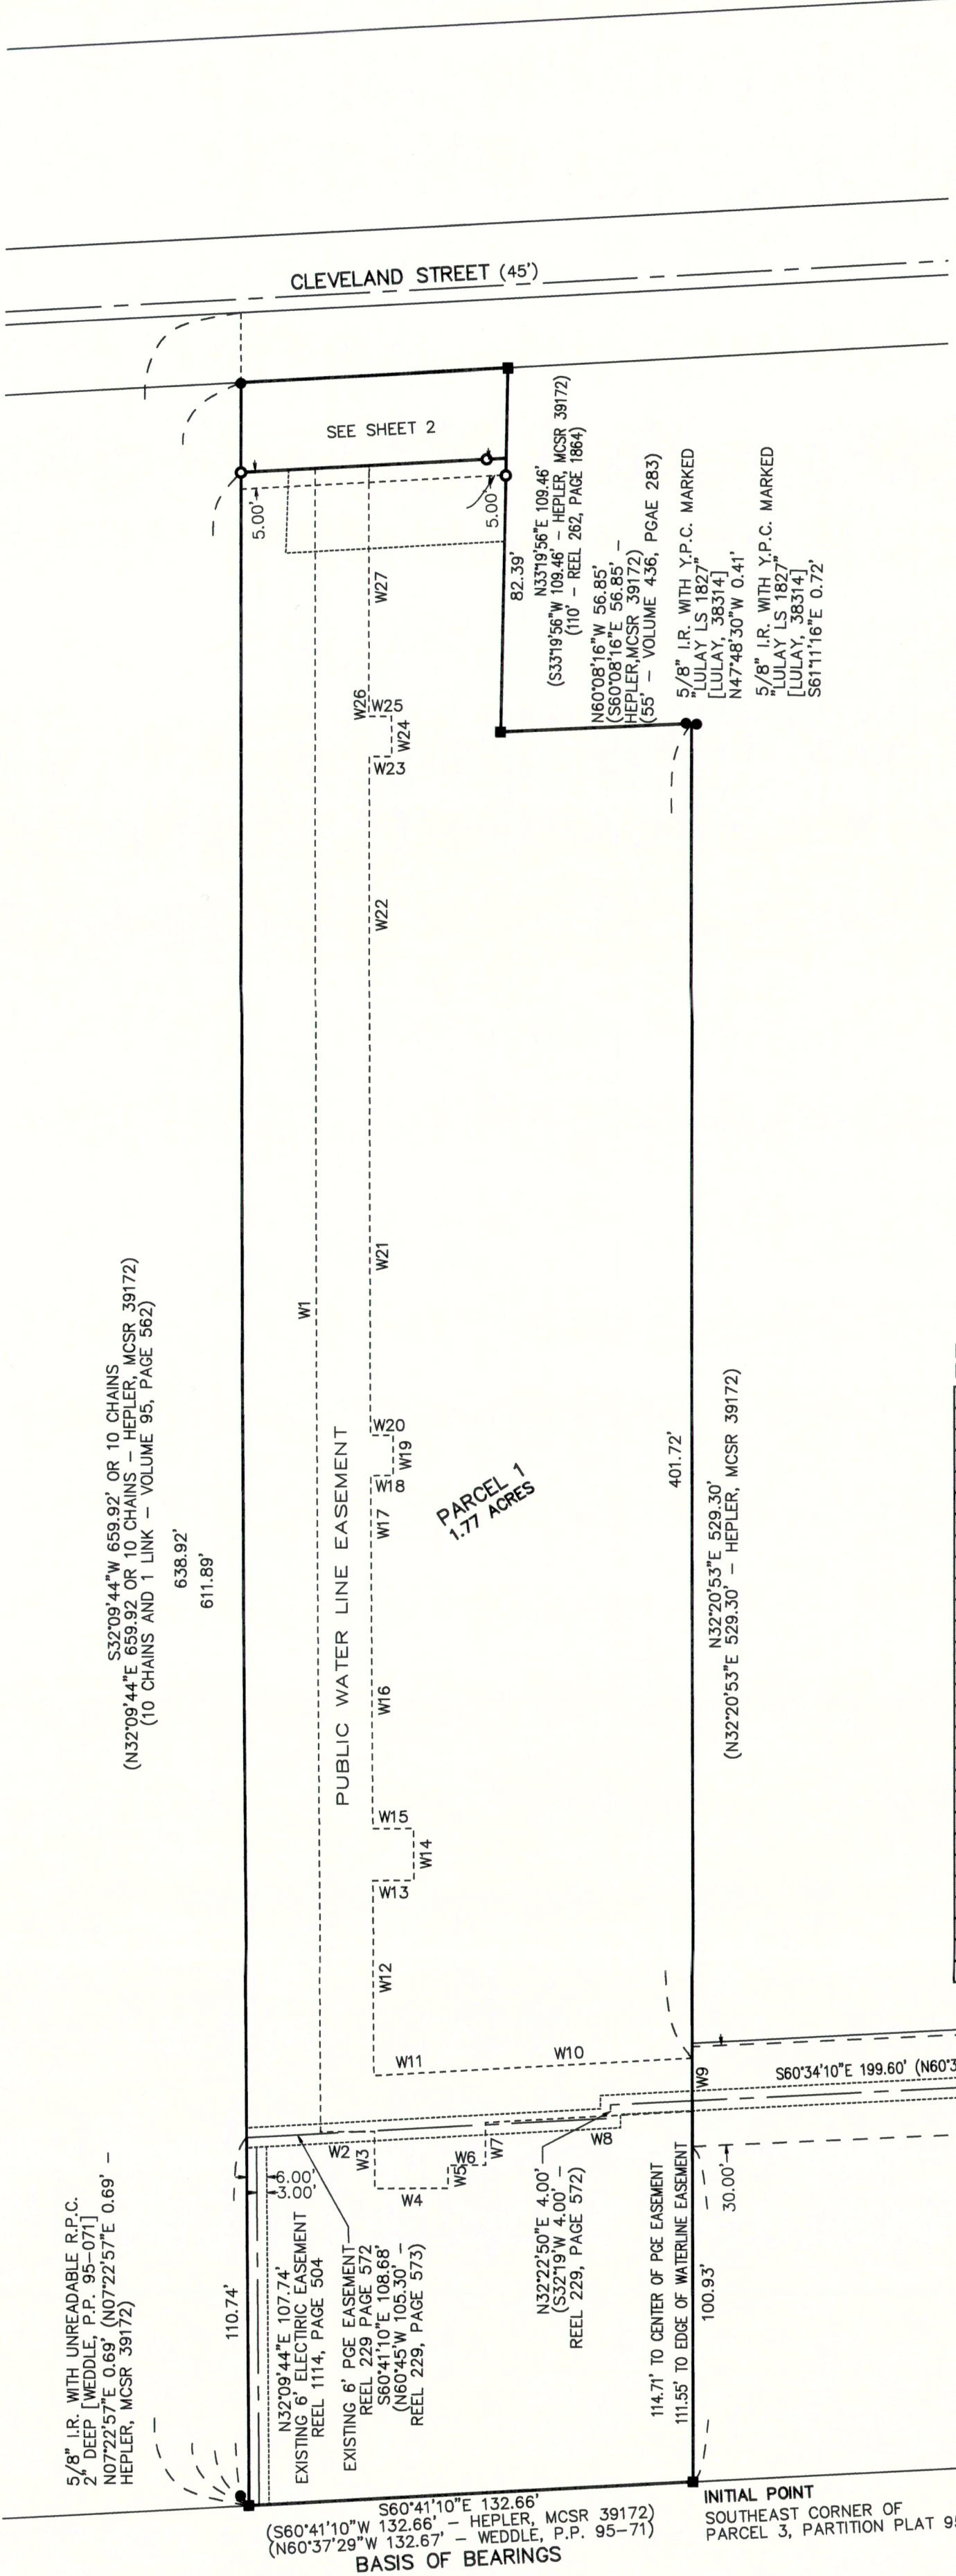 CLEVELAND STREET (45')
SEE SHEET 2
5.00'
5.00'
82.39'
N33°19'56"E 109.46'
(S33°19'56"W 109.46' – HEPLER, MCSR 39172)
(110' – REEL 262, PAGE 1864)
N60°08'16"W 56.85'
(S60°08'16"E 56.85' –
HEPLER,MCSR 39172)
(55' – VOLUME 436, PGAE 283)
5/8" I.R. WITH Y.P.C. MARKED
"LULAY LS 1827"
[LULAY, 38314]
N47°48'30"W 0.41'
5/8" I.R. WITH Y.P.C. MARKED
"LULAY LS 1827"
[LULAY, 38314]
S61°11'16"E 0.72'
W27
W26
W25
W24
W23
W22
W21
W1
W20
W19
W18
W17
PUBLIC WATER LINE EASEMENT
PARCEL 1
1.77 ACRES
S32°09'44"W 659.92' OR 10 CHAINS
(N32°09'44"E 659.92 OR 10 CHAINS – HEPLER, MCSR 39172)
(10 CHAINS AND 1 LINK – VOLUME 95, PAGE 562)
638.92'
611.89'
401.72'
N32°20'53"E 529.30'
(N32°20'53"E 529.30' – HEPLER, MCSR 39172)
W16
W15
W14
W13
W12
W11
W10
W9
S60°34'10"E 199.60' (N60°3
W2
W3
W4
W5
W6
W7
W8
6.00'
3.00'
30.00'
5/8" I.R. WITH UNREADABLE R.P.C.
2" DEEP [WEDDLE, P.P. 95-071]
N07°22'57"E 0.69' (N07°22'57"E 0.69' –
HEPLER, MCSR 39172)
110.74'
N32°09'44"E 107.74'
EXISTING 6' ELECTRIC EASEMENT
REEL 1114, PAGE 504
EXISTING 6' PGE EASEMENT
REEL 229 PAGE 572
S60°41'10"E 108.68'
(N60°45'W 105.30' –
REEL 229, PAGE 573)
N32°22'50"E 4.00'
(S32°19'W 4.00' –
REEL 229, PAGE 572)
114.71' TO CENTER OF PGE EASEMENT
111.55' TO EDGE OF WATERLINE EASEMENT
100.93'
S60°41'10"E 132.66'
(S60°41'10"W 132.66' – HEPLER, MCSR 39172)
(N60°37'29"W 132.67' – WEDDLE, P.P. 95-71)
BASIS OF BEARINGS
INITIAL POINT
SOUTHEAST CORNER OF
PARCEL 3, PARTITION PLAT 95